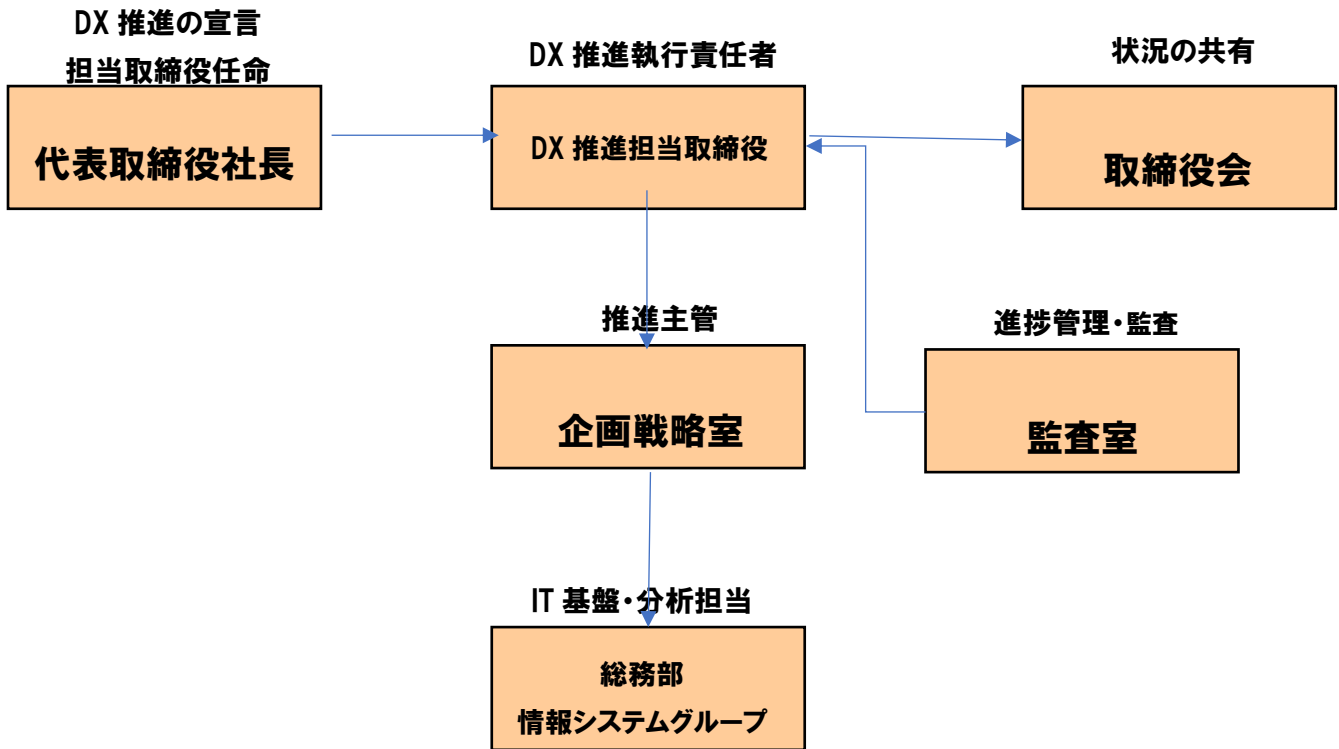 DX 推進の宣言
担当取締役任命
代表取締役社長
DX 推進執行責任者
DX 推進担当取締役
状況の共有
取締役会
推進主管
企画戦略室
進捗管理・監査
監査室
IT 基盤・分析担当
総務部
情報システムグループ